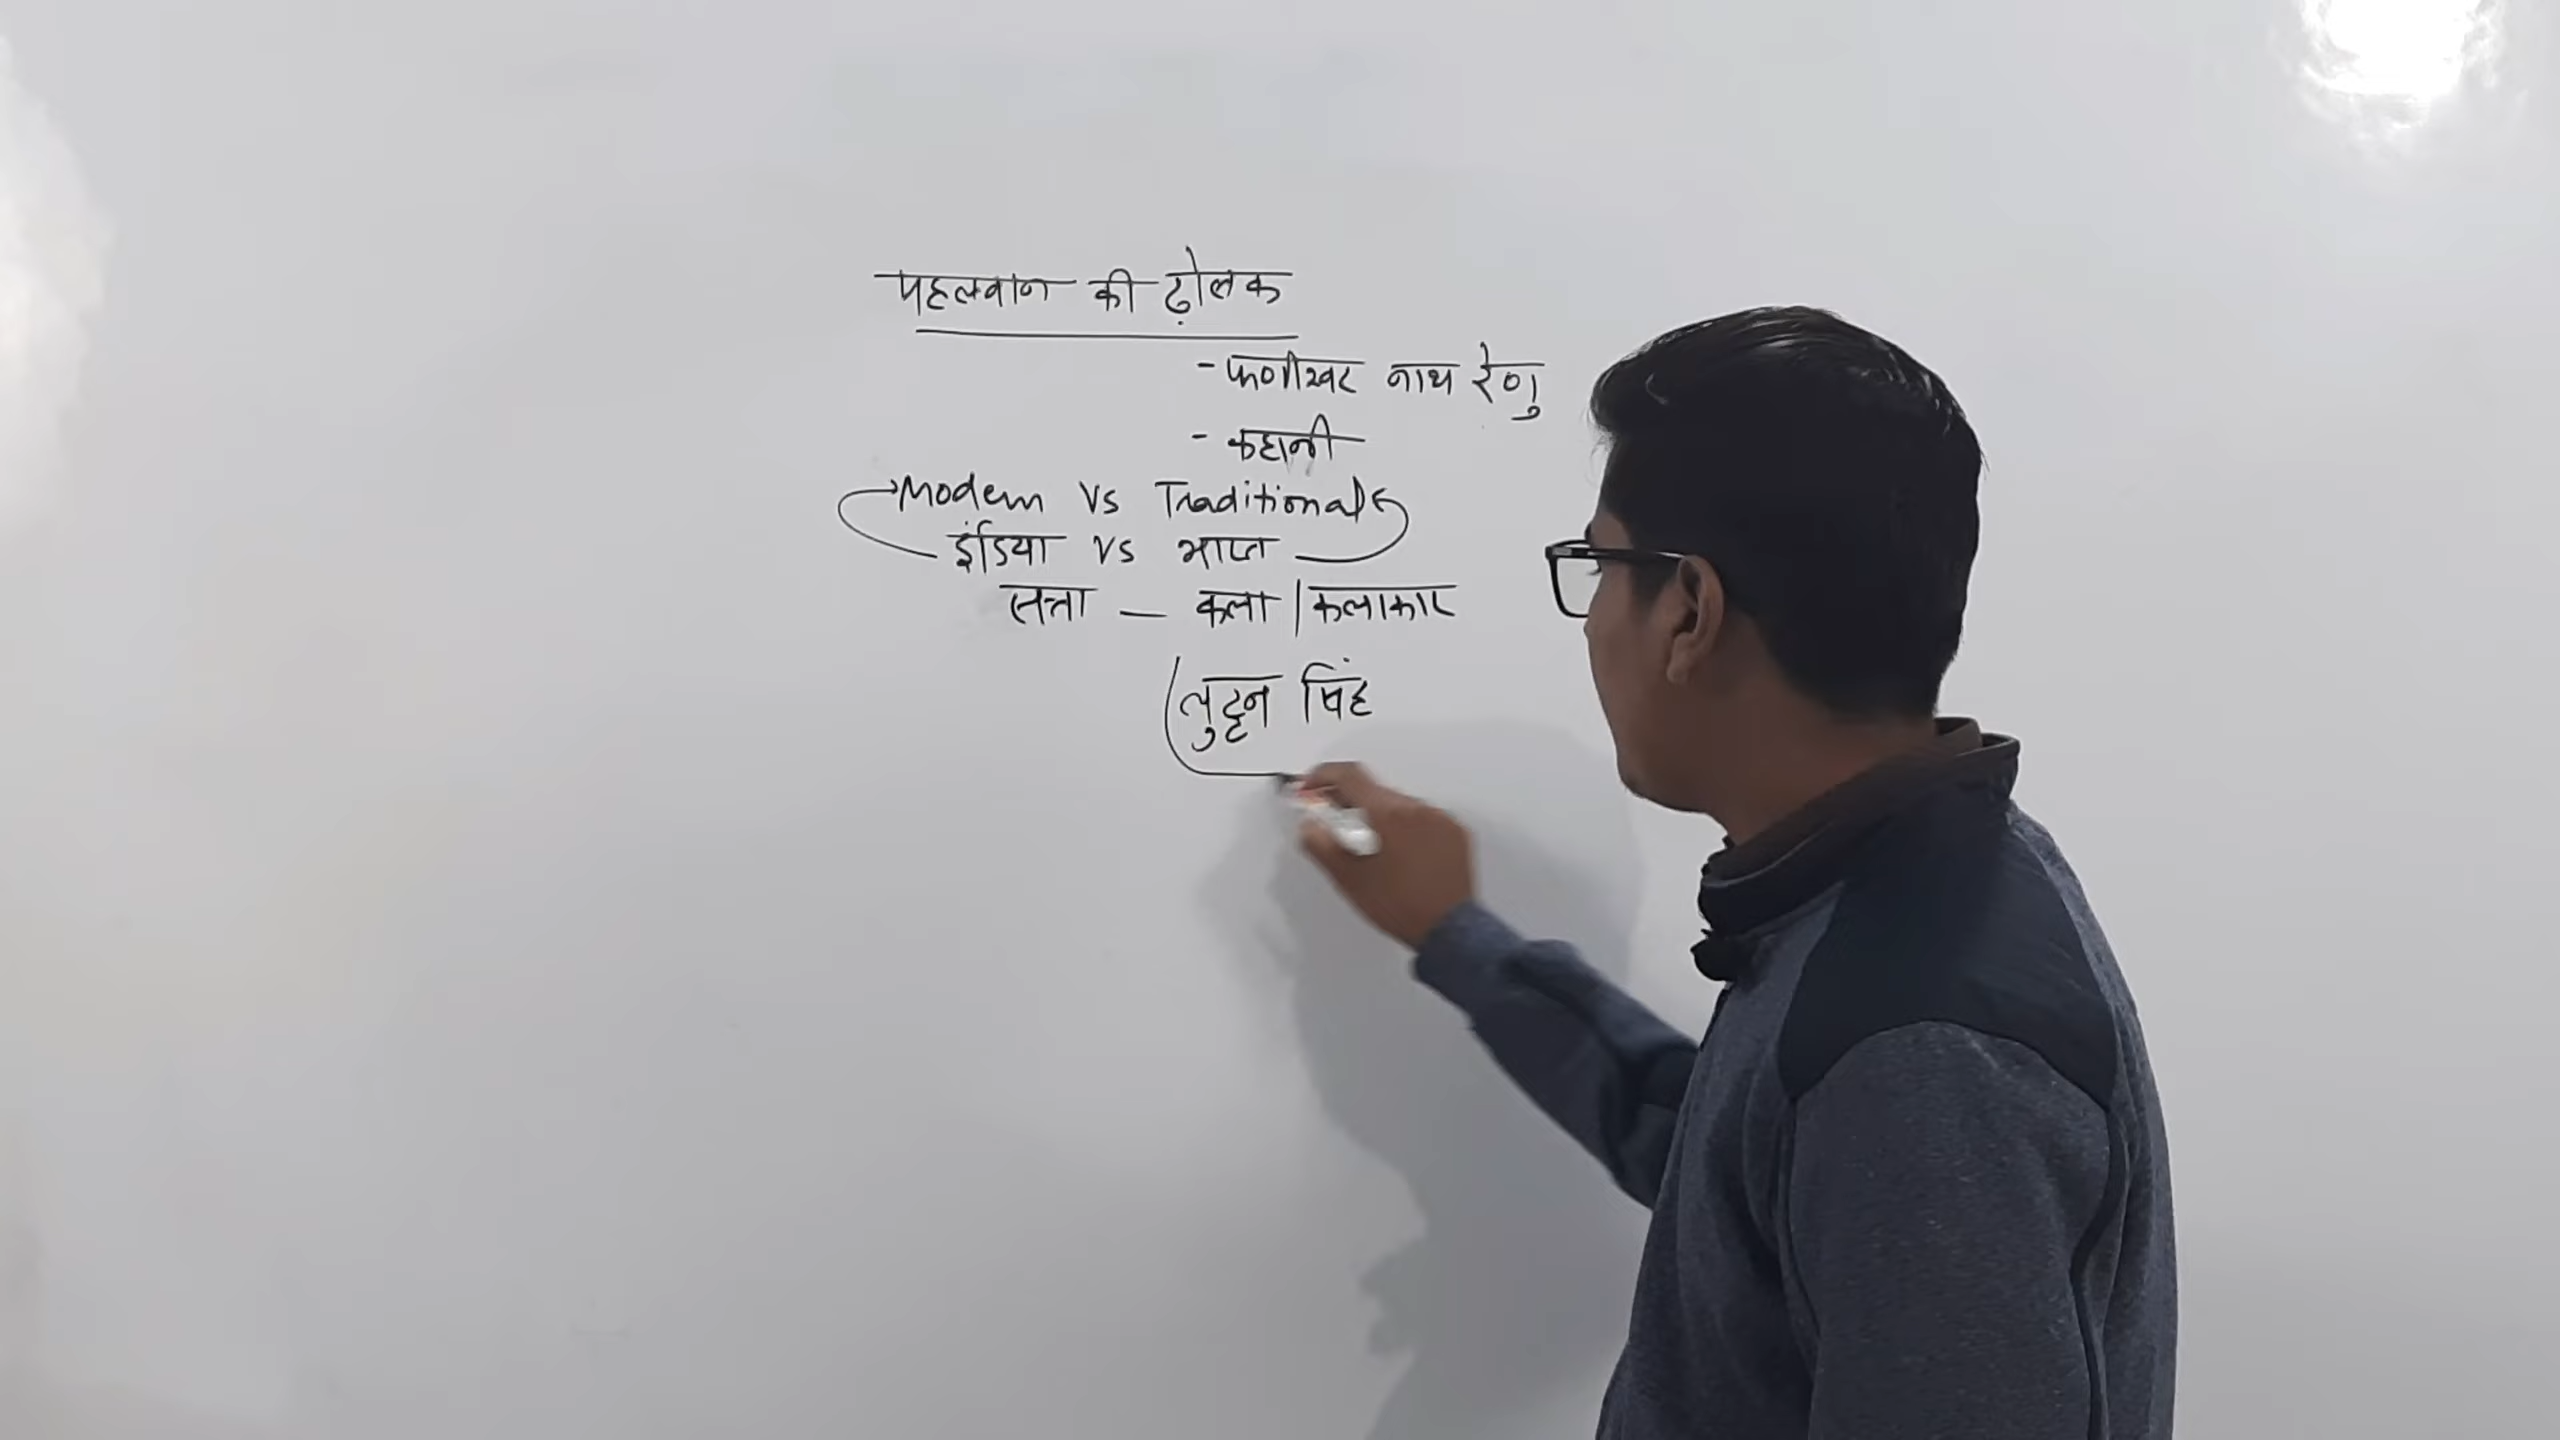 पहलवान की ढ़ोलक
- फणीश्वर नाथ रेणु
- कहानी
→Modern Vs Traditional←
इंडिया Vs भारत
सत्ता — कला | कलाकार
लुट्टन सिंह